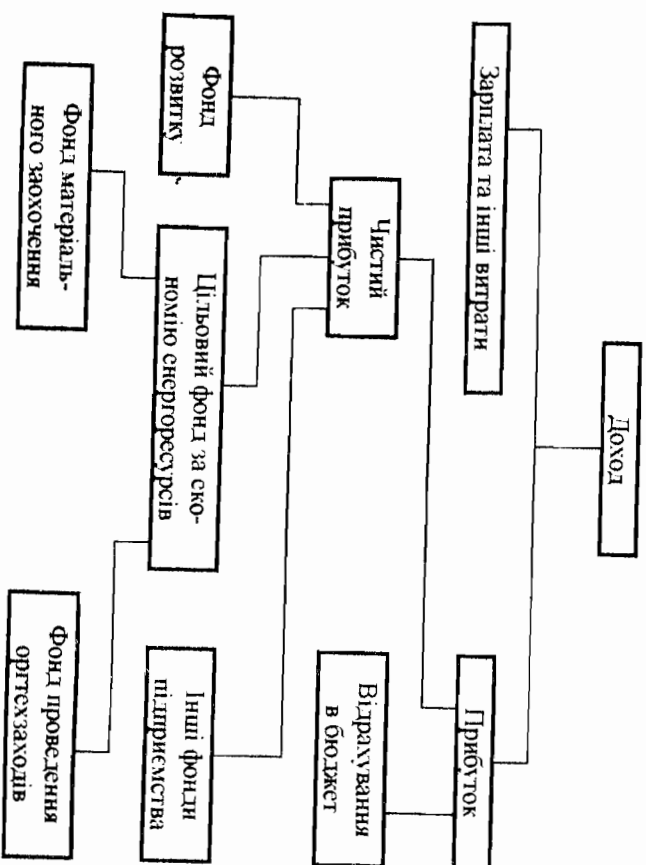 Доход
Зарплата та інші витрати
Прибуток
Чистий
прибуток
Відрахування
в бюджет
Фонд
розвитку
Цільовий фонд за еко-
номію енергоресурсів
Інші фонди
підприємства
Фонд матеріаль-
ного заохочення
Фонд проведення
оргтехзаходів